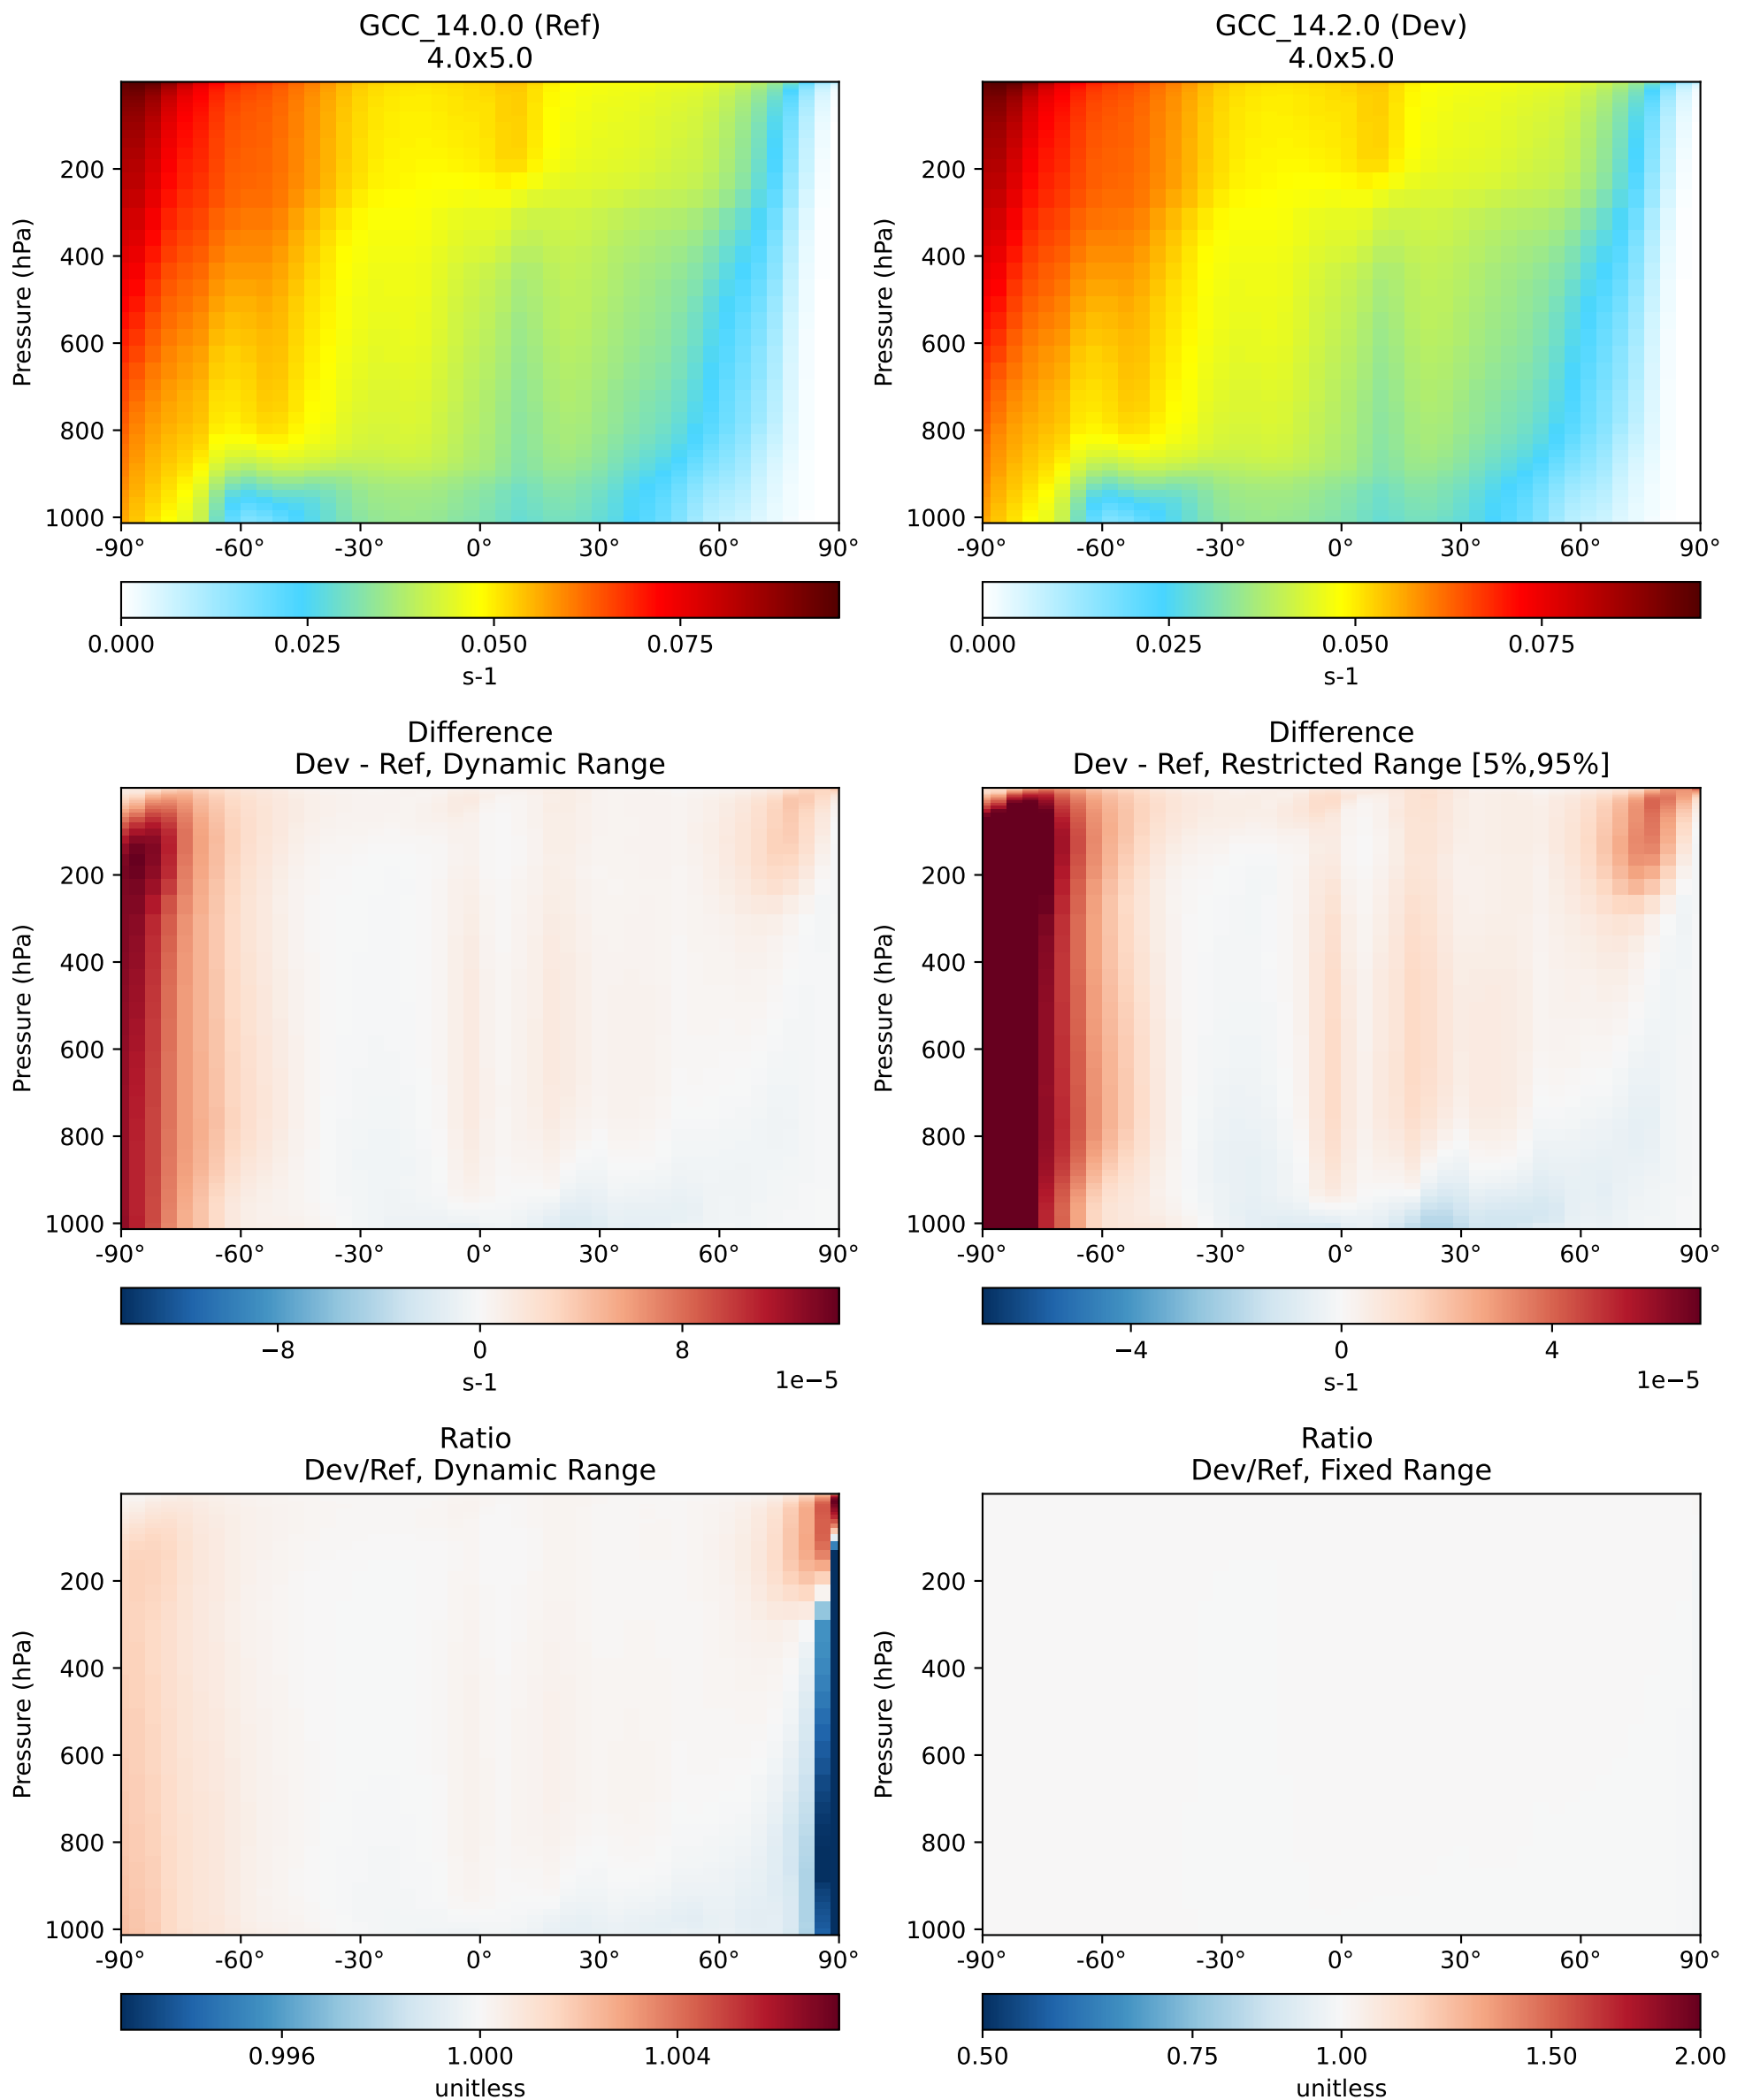 GCC_14.0.0 (Ref)
4.0x5.0
Pressure (hPa)
200
400
600
800
1000
-90° -60° -30° 0° 30° 60° 90°
0.000 0.025 0.050 0.075
s-1
GCC_14.2.0 (Dev)
4.0x5.0
Pressure (hPa)
200
400
600
800
1000
-90° -60° -30° 0° 30° 60° 90°
0.000 0.025 0.050 0.075
s-1
Difference
Dev - Ref, Dynamic Range
Pressure (hPa)
200
400
600
800
1000
-90° -60° -30° 0° 30° 60° 90°
−8 0 8
s-1
1e−5
Difference
Dev - Ref, Restricted Range [5%,95%]
Pressure (hPa)
200
400
600
800
1000
-90° -60° -30° 0° 30° 60° 90°
−4 0 4
s-1
1e−5
Ratio
Dev/Ref, Dynamic Range
Pressure (hPa)
200
400
600
800
1000
-90° -60° -30° 0° 30° 60° 90°
0.996 1.000 1.004
unitless
Ratio
Dev/Ref, Fixed Range
Pressure (hPa)
200
400
600
800
1000
-90° -60° -30° 0° 30° 60° 90°
0.50 0.75 1.00 1.50 2.00
unitless